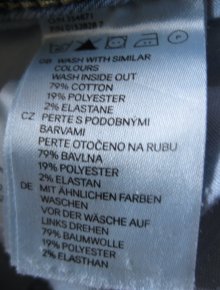 GB WASH WITH SIMILAR
COLOURS
WASH INSIDE OUT
79% COTTON
19% POLYESTER
2% ELASTANE
CZ PERTE S PODOBNÝMI
BARVAMI
PERTE OTOČENO NA RUBU
79% BAVLNA
19% POLYESTER
2% ELASTAN
DE MIT ÄHNLICHEN FARBEN
WASCHEN
VOR DER WÄSCHE AUF
LINKS DREHEN
79% BAUMWOLLE
19% POLYESTER
2% ELASTHAN